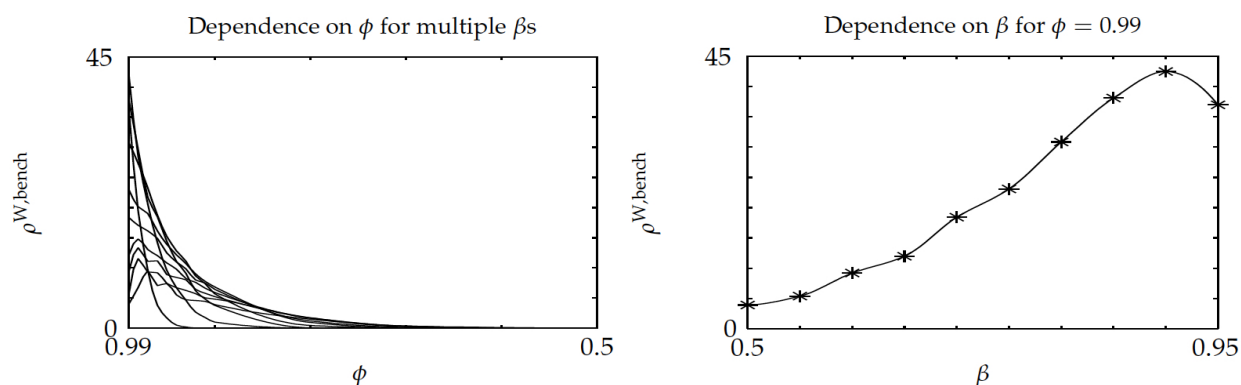 Dependence on ϕ for multiple βs
45
0
0.99
0.5
ϕ
ρ^W,bench
Dependence on β for ϕ = 0.99
45
0
0.5
0.95
β
ρ^W,bench